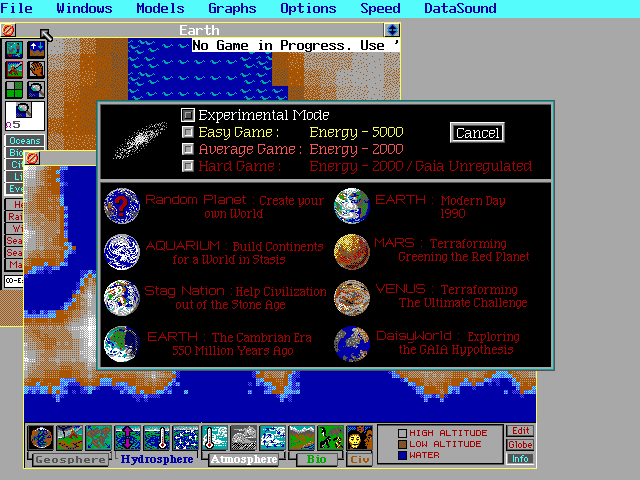 File Windows Models Graphs Options Speed DataSound
Earth
No Game in Progress. Use '
Ω5
Oceans
Experimental Mode
Easy Game: Energy - 5000
Average Game: Energy - 2000
Hard Game: Energy - 2000 / Gaia Unregulated
Cancel
Random Planet : Create your
own World
EARTH : Modern Day
1990
AQUARIUM : Build Continents
for a World in Stasis
MARS : Terraforming
Greening the Red Planet
Stag Nation : Help Civilization
out of the Stone Age
VENUS : Terraforming
The Ultimate Challenge
EARTH : The Cambrian Era
550 Million Years Ago
DaisyWorld : Exploring
the GAIA Hypothesis
Geosphere Hydrosphere Atmosphere Bio Civ
HIGH ALTITUDE
LOW ALTITUDE
WATER
Edit
Globe
Info